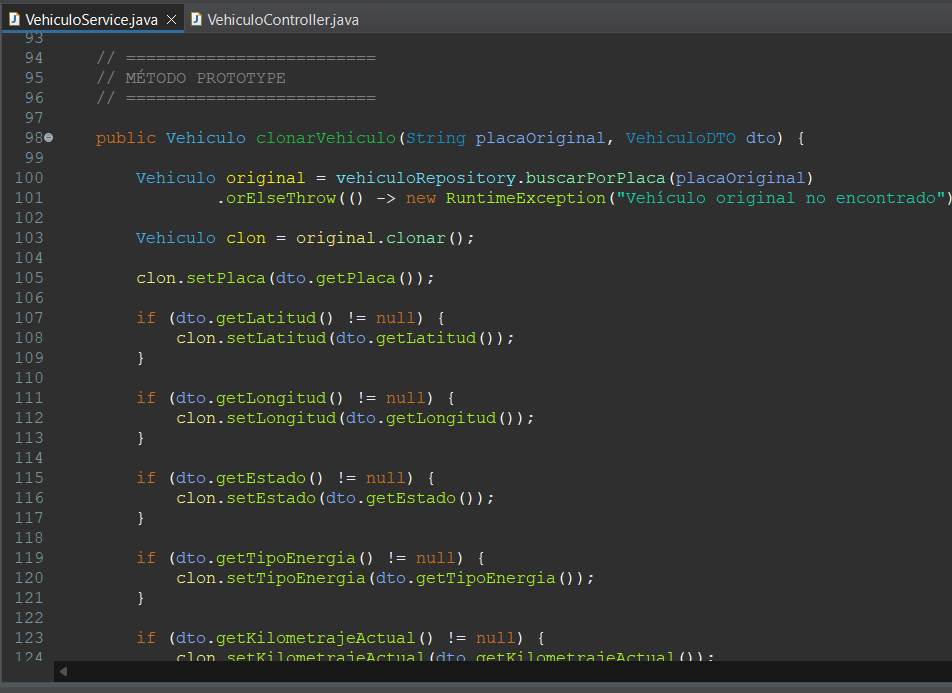 VehiculoService.java
VehiculoController.java
93
94 // =========================
95 // MÉTODO PROTOTYPE
96 // =========================
97
98 public Vehiculo clonarVehiculo(String placaOriginal, VehiculoDTO dto) {
99
100 Vehiculo original = vehiculoRepository.buscarPorPlaca(placaOriginal)
101 .orElseThrow(() -> new RuntimeException("Vehículo original no encontrado")
102
103 Vehiculo clon = original.clonar();
104
105 clon.setPlaca(dto.getPlaca());
106
107 if (dto.getLatitud() != null) {
108 clon.setLatitud(dto.getLatitud());
109 }
110
111 if (dto.getLongitud() != null) {
112 clon.setLongitud(dto.getLongitud());
113 }
114
115 if (dto.getEstado() != null) {
116 clon.setEstado(dto.getEstado());
117 }
118
119 if (dto.getTipoEnergia() != null) {
120 clon.setTipoEnergia(dto.getTipoEnergia());
121 }
122
123 if (dto.getKilometrajeActual() != null) {
124 clon.setKilometrajeActual(dto.getKilometrajeActual());